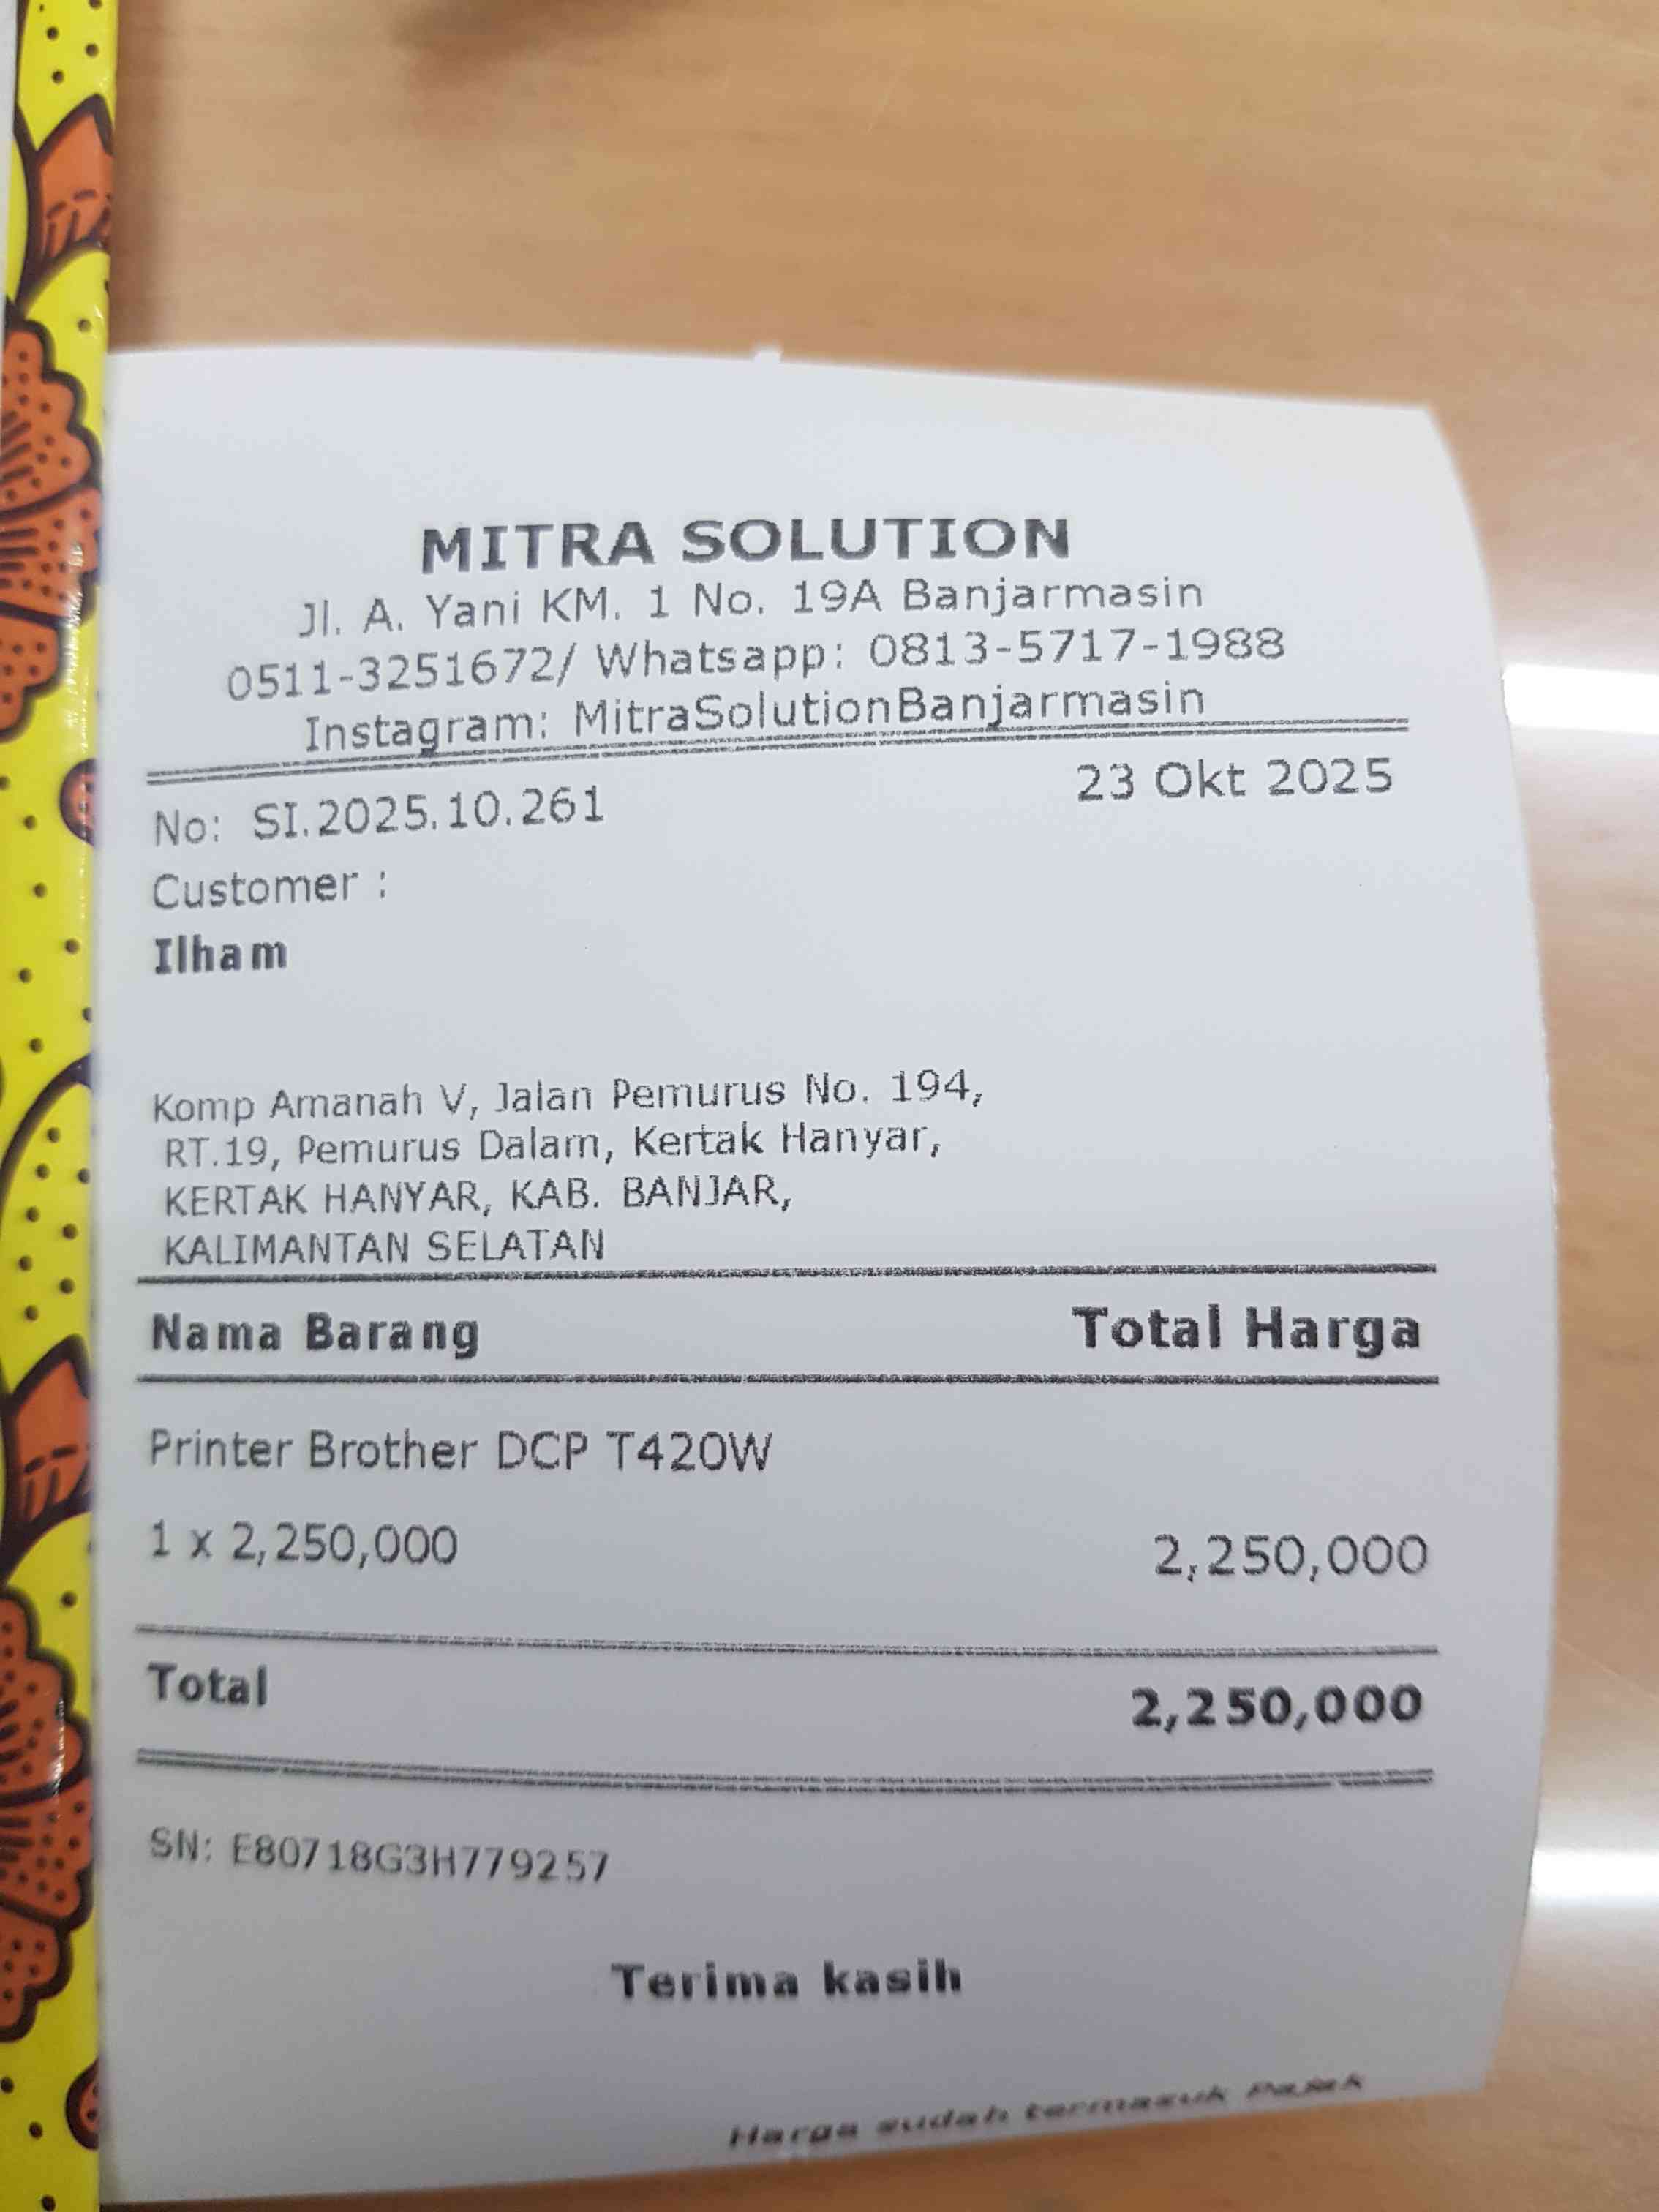 MITRA SOLUTION
Jl. A. Yani KM. 1 No. 19A Banjarmasin
0511-3251672/ Whatsapp: 0813-5717-1988
Instagram: MitraSolutionBanjarmasin
No: SI.2025.10.261 23 Okt 2025
Customer :
Ilham
Komp Amanah V, Jalan Pemurus No. 194,
RT.19, Pemurus Dalam, Kertak Hanyar,
KERTAK HANYAR, KAB. BANJAR,
KALIMANTAN SELATAN
Nama Barang Total Harga
Printer Brother DCP T420W
1 x 2,250,000 2,250,000
Total 2,250,000
SN: E80718G3H779257
Terima kasih
Harga sudah termasuk Pajak